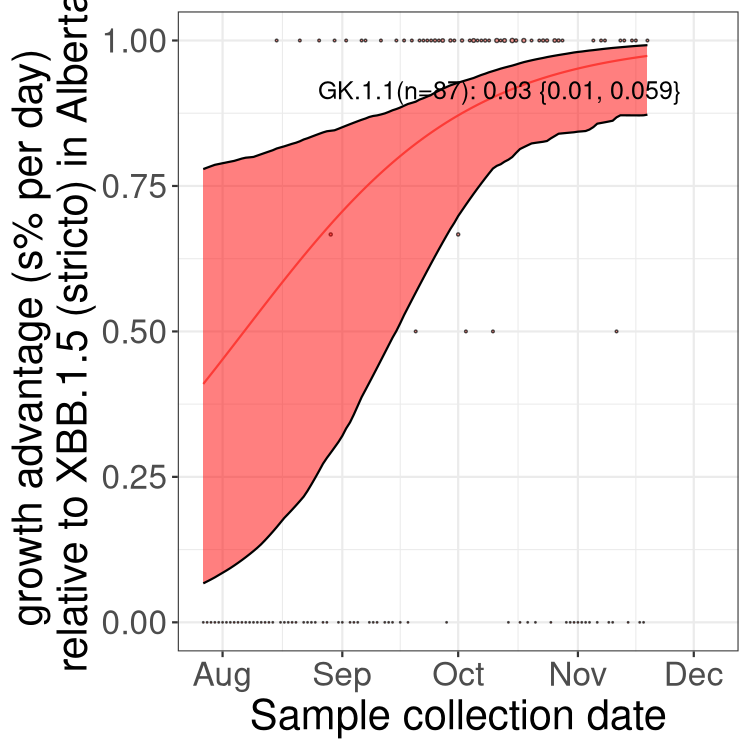 growth advantage (s% per day)
relative to XBB.1.5 (stricto) in Alberta
1.00
0.75
0.50
0.25
0.00
GK.1.1(n=87): 0.03 {0.01, 0.059}
Aug Sep Oct Nov Dec
Sample collection date